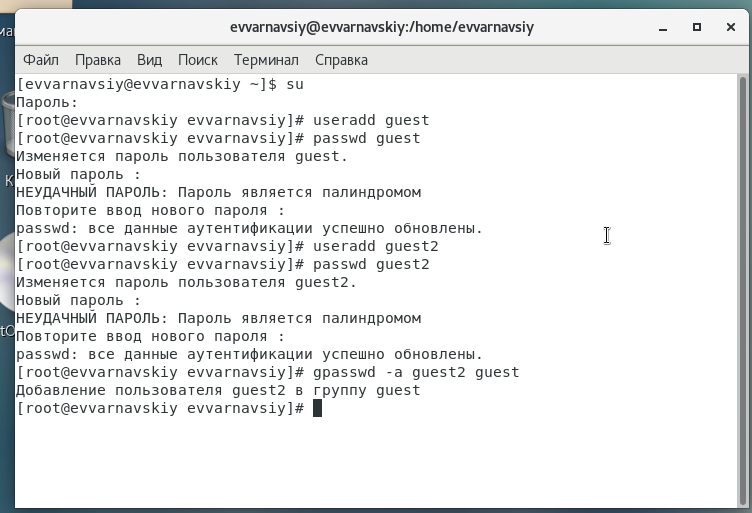 evvarnavsiy@evvarnavskiy:/home/evvarnavsiy
Файл Правка Вид Поиск Терминал Справка
[evvarnavsiy@evvarnavskiy ~]$ su
Пароль:
[root@evvarnavskiy evvarnavsiy]# useradd guest
[root@evvarnavskiy evvarnavsiy]# passwd guest
Изменяется пароль пользователя guest.
Новый пароль :
НЕУДАЧНЫЙ ПАРОЛЬ: Пароль является палиндромом
Повторите ввод нового пароля :
passwd: все данные аутентификации успешно обновлены.
[root@evvarnavskiy evvarnavsiy]# useradd guest2
[root@evvarnavskiy evvarnavsiy]# passwd guest2
Изменяется пароль пользователя guest2.
Новый пароль :
НЕУДАЧНЫЙ ПАРОЛЬ: Пароль является палиндромом
Повторите ввод нового пароля :
passwd: все данные аутентификации успешно обновлены.
[root@evvarnavskiy evvarnavsiy]# gpasswd -a guest2 guest
Добавление пользователя guest2 в группу guest
[root@evvarnavskiy evvarnavsiy]#